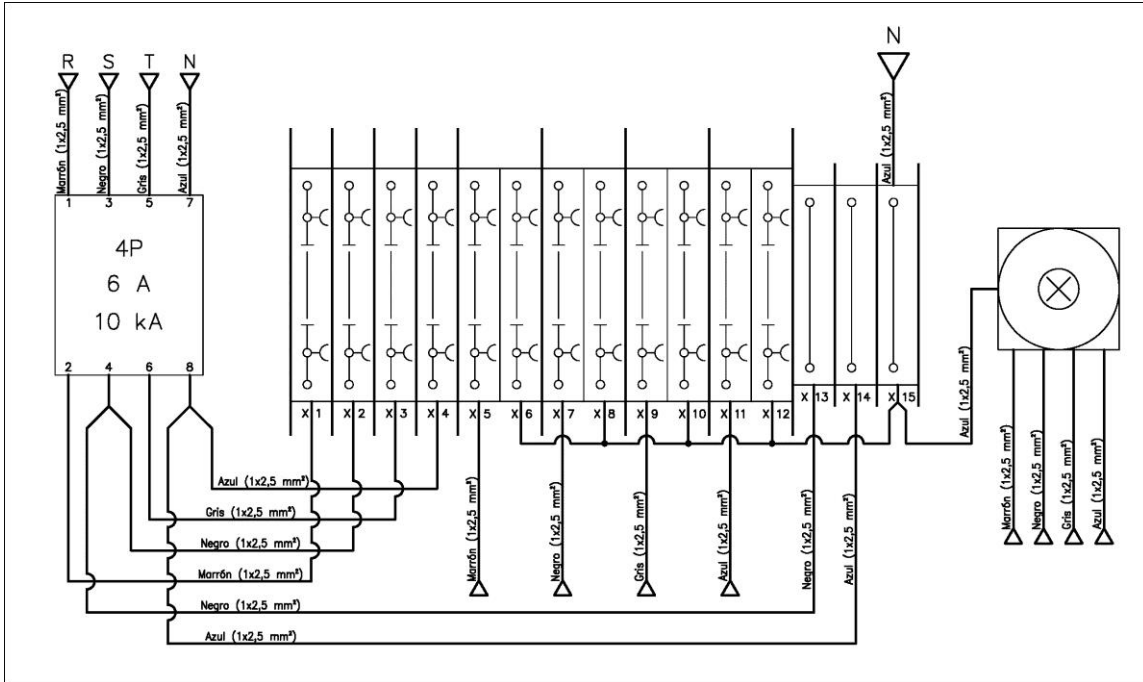 R S T N
N
Marrón (1x2,5 mm²)
Negro (1x2,5 mm²)
Gris (1x2,5 mm²)
Azul (1x2,5 mm²)
Azul (1x2,5 mm²)
1 3 5 7
4P
6 A
10 kA
2 4 6 8
X 1 X 2 X 3 X 4 X 5 X 6 X 7 X 8 X 9 X 10 X 11 X 12 X 13 X 14 X 15
Azul (1x2,5 mm²)
Gris (1x2,5 mm²)
Negro (1x2,5 mm²)
Marrón (1x2,5 mm²)
Negro (1x2,5 mm²)
Azul (1x2,5 mm²)
Marrón (1x2,5 mm²)
Negro (1x2,5 mm²)
Gris (1x2,5 mm²)
Azul (1x2,5 mm²)
Negro (1x2,5 mm²)
Azul (1x2,5 mm²)
Azul (1x2,5 mm²)
Marrón (1x2,5 mm²)
Negro (1x2,5 mm²)
Gris (1x2,5 mm²)
Azul (1x2,5 mm²)